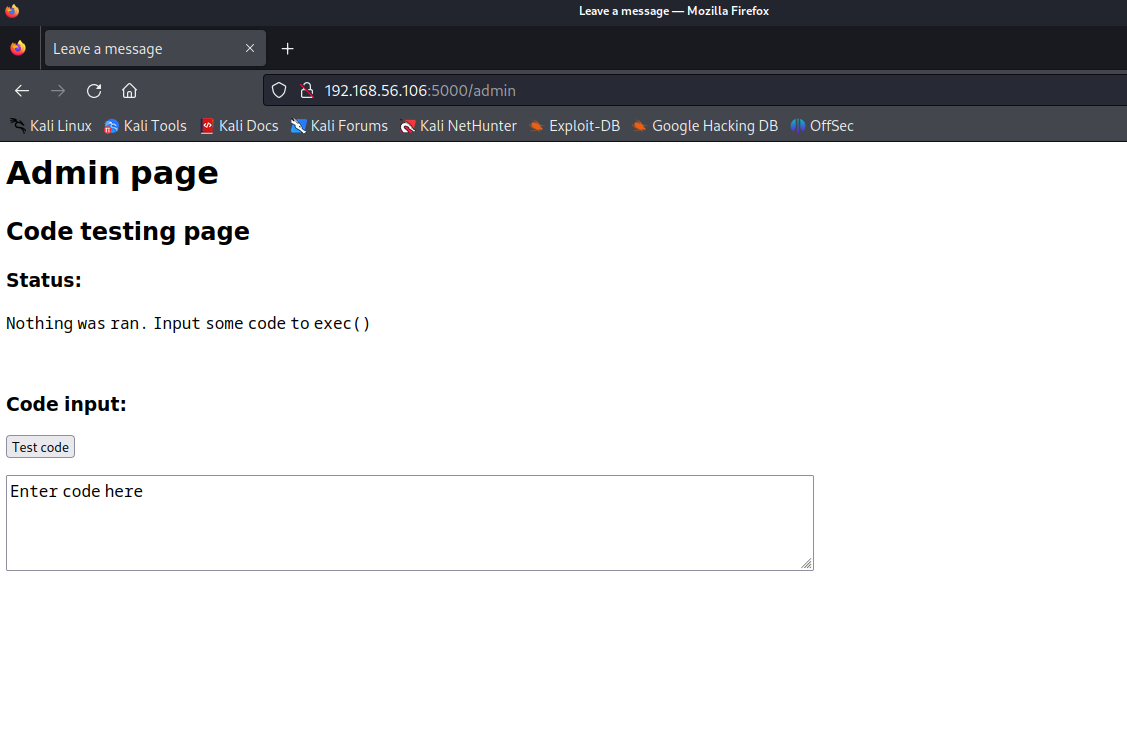 Leave a message — Mozilla Firefox
Leave a message
192.168.56.106:5000/admin
Kali Linux Kali Tools Kali Docs Kali Forums Kali NetHunter Exploit-DB Google Hacking DB OffSec
Admin page
Code testing page
Status:
Nothing was ran. Input some code to exec()
Code input:
Test code
Enter code here